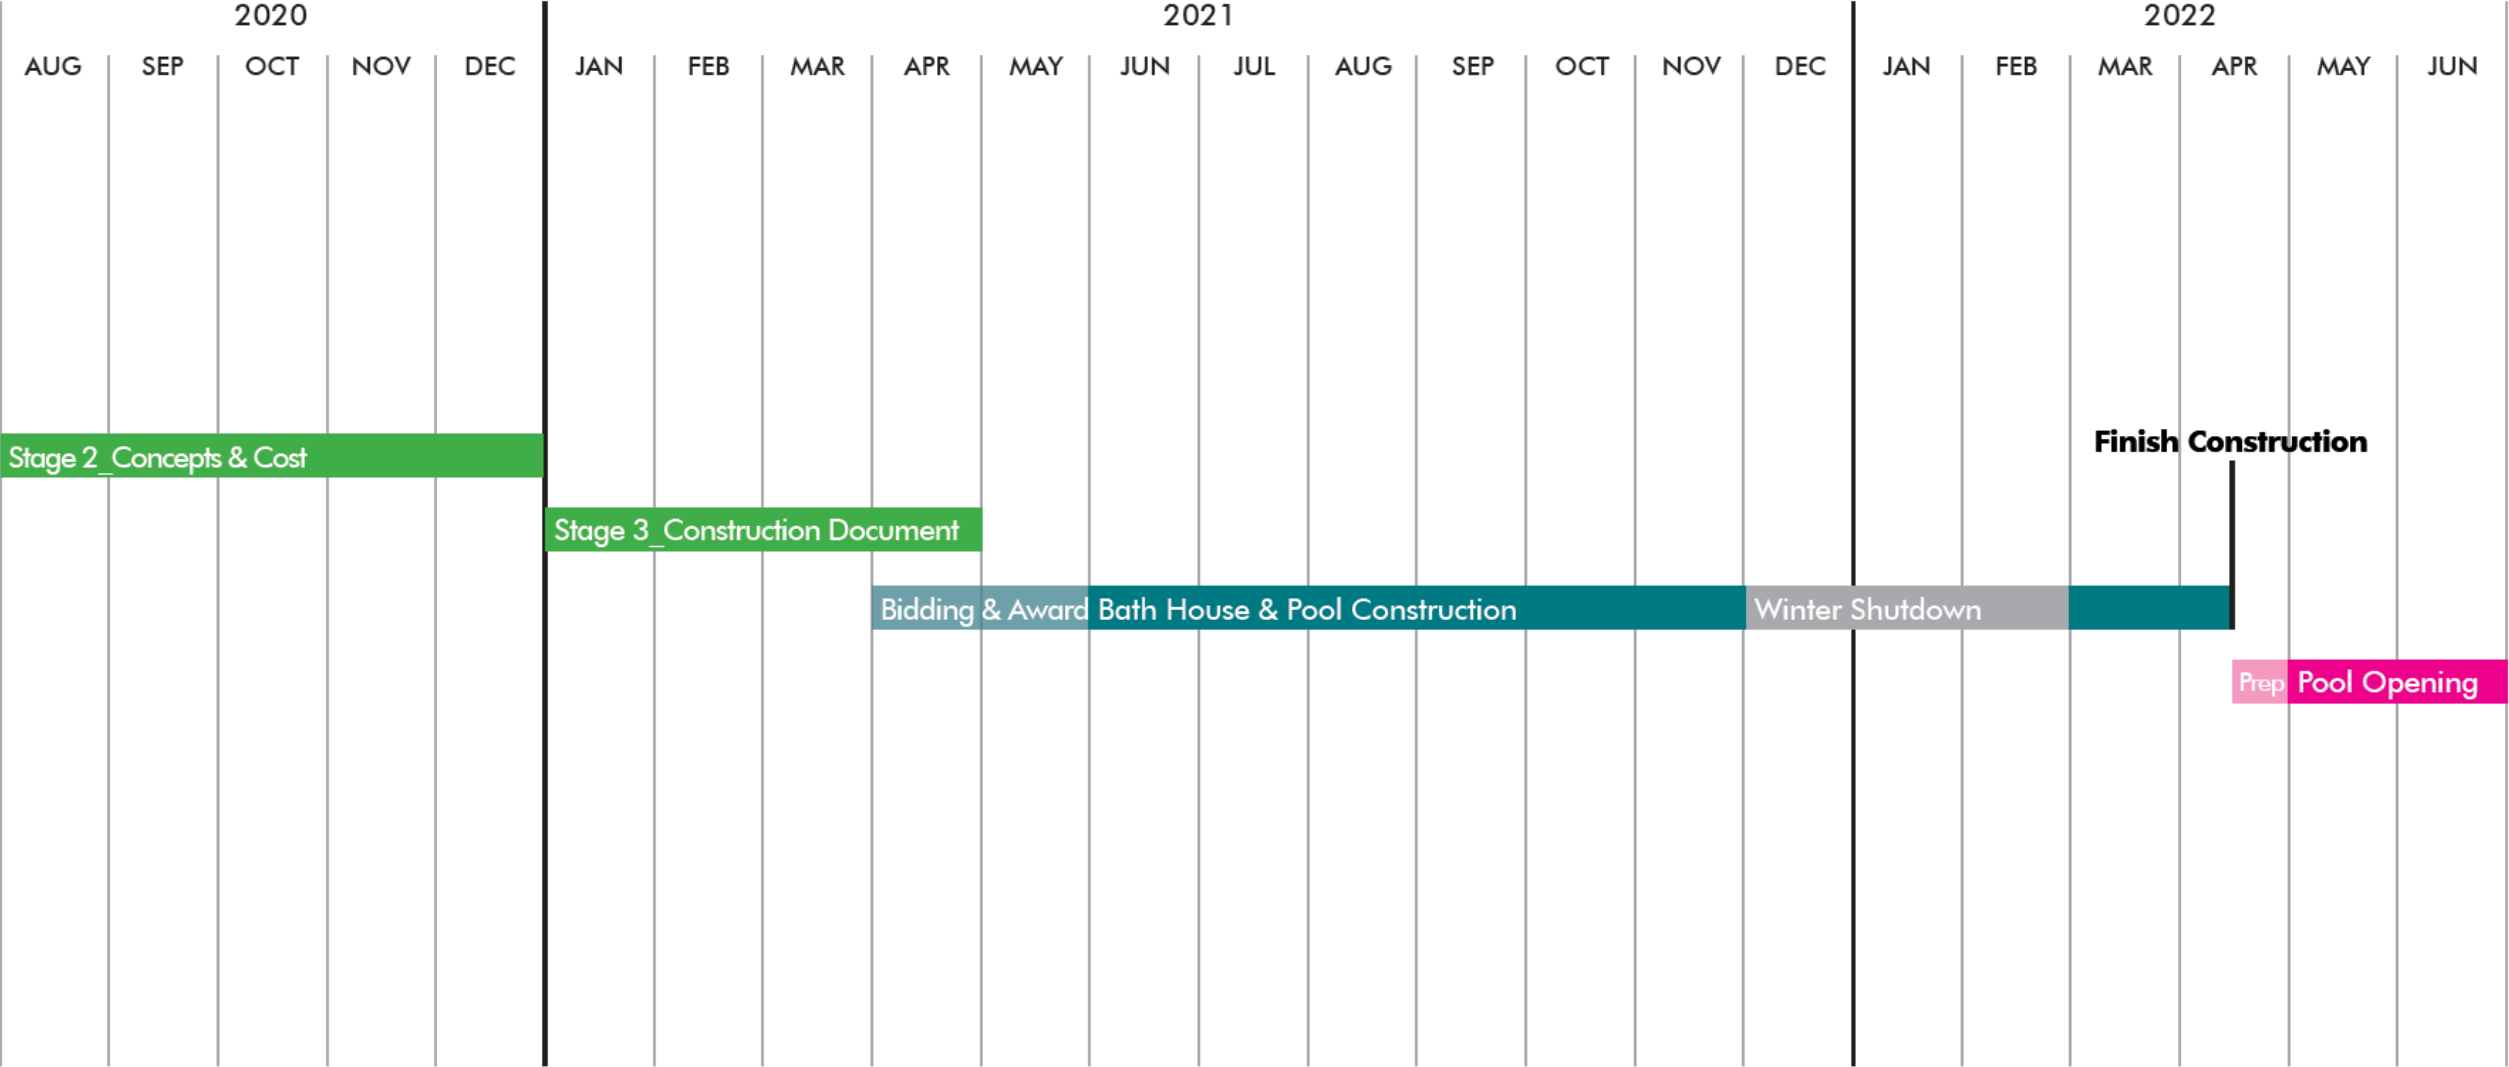 2020 2021 2022
AUG SEP OCT NOV DEC JAN FEB MAR APR MAY JUN JUL AUG SEP OCT NOV DEC JAN FEB MAR APR MAY JUN
Finish Construction
Stage 2_Concepts & Cost
Stage 3_Construction Document
Bidding & Award Bath House & Pool Construction Winter Shutdown
Prep Pool Opening